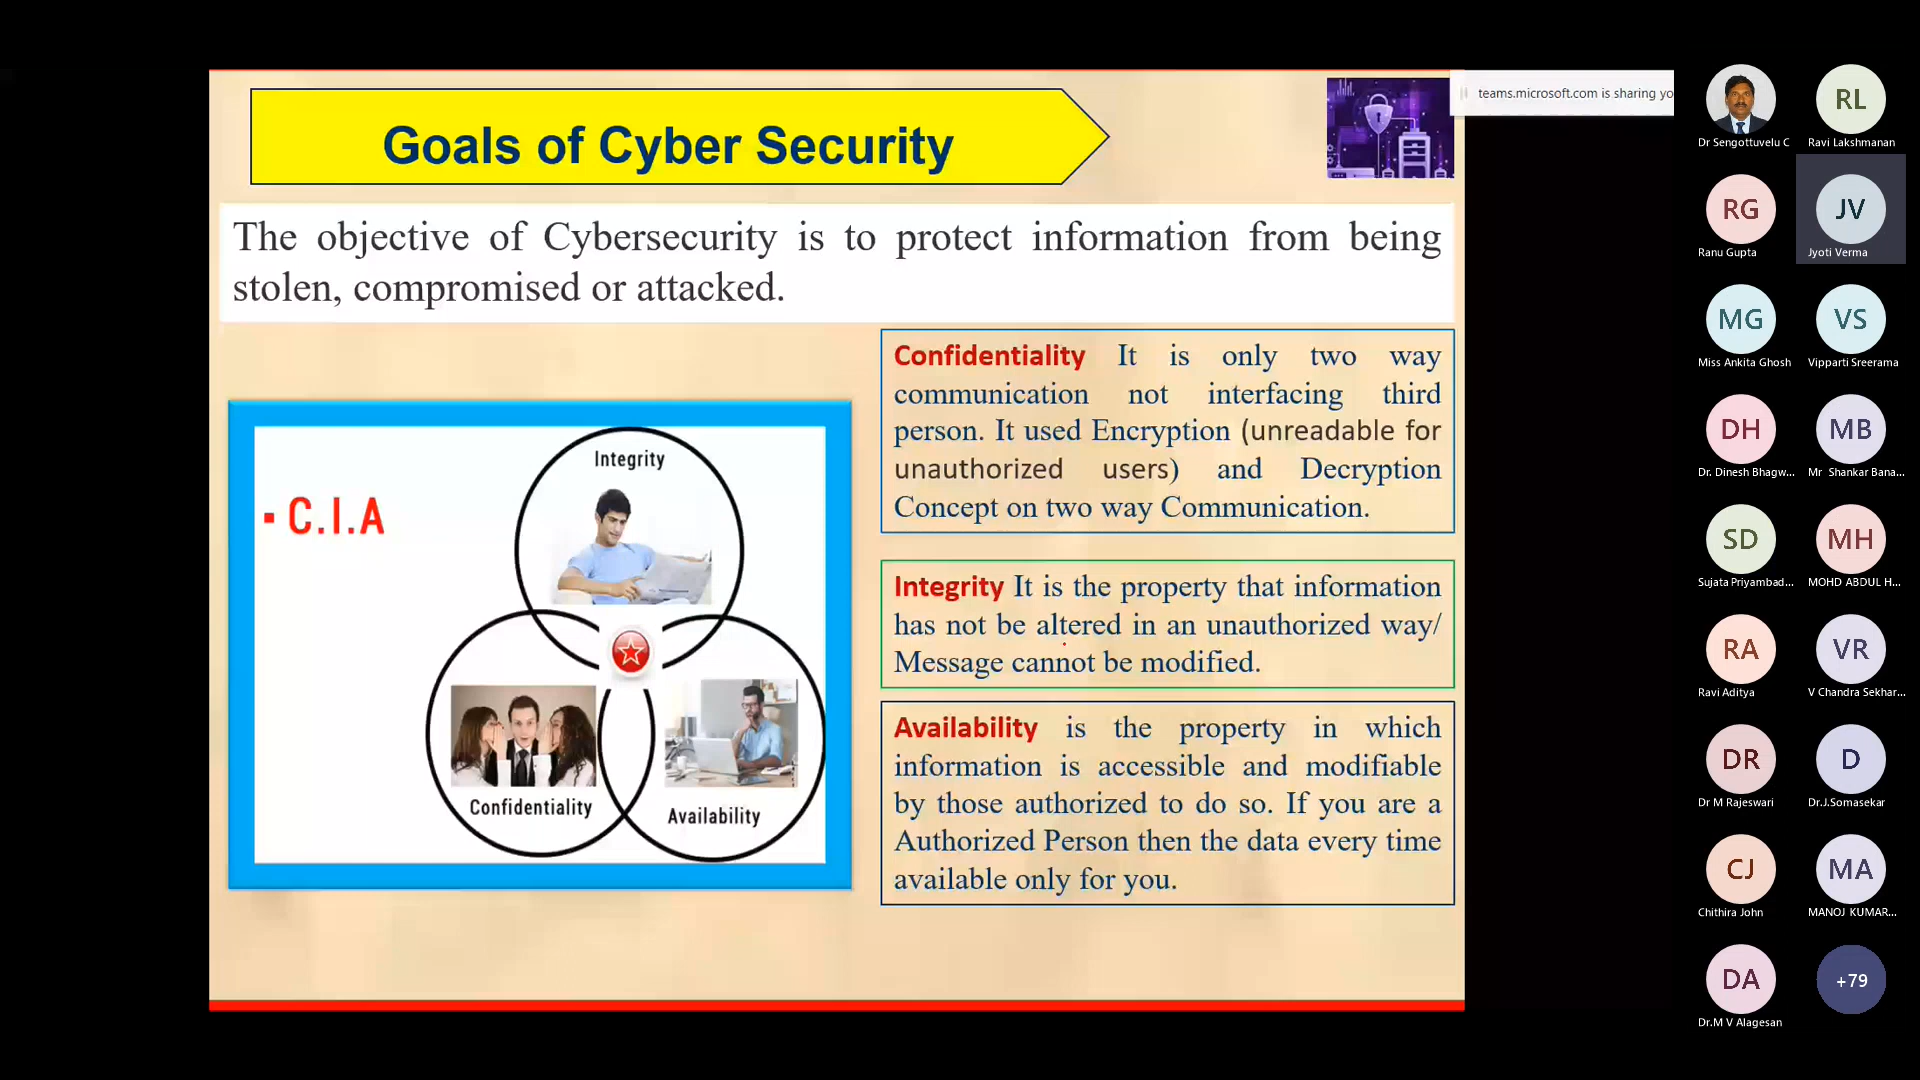 Goals of Cyber Security
teams.microsoft.com is sharing yo
The objective of Cybersecurity is to protect information from being
stolen, compromised or attacked.
▪ C.I.A
Integrity
Confidentiality
Availability
Confidentiality It is only two way
communication not interfacing third
person. It used Encryption (unreadable for
unauthorized users) and Decryption
Concept on two way Communication.
Integrity It is the property that information
has not be altered in an unauthorized way/
Message cannot be modified.
Availability is the property in which
information is accessible and modifiable
by those authorized to do so. If you are a
Authorized Person then the data every time
available only for you.
Dr Sengottuvelu C
RL
Ravi Lakshmanan
RG
Ranu Gupta
JV
Jyoti Verma
MG
Miss Ankita Ghosh
VS
Vipparti Sreerama
DH
Dr. Dinesh Bhagw...
MB
Mr Shankar Bana...
SD
Sujata Priyambad...
MH
MOHD ABDUL H...
RA
Ravi Aditya
VR
V Chandra Sekhar...
DR
Dr M Rajeswari
D
Dr.J.Somasekar
CJ
Chithira John
MA
MANOJ KUMAR...
DA
Dr.M V Alagesan
+79